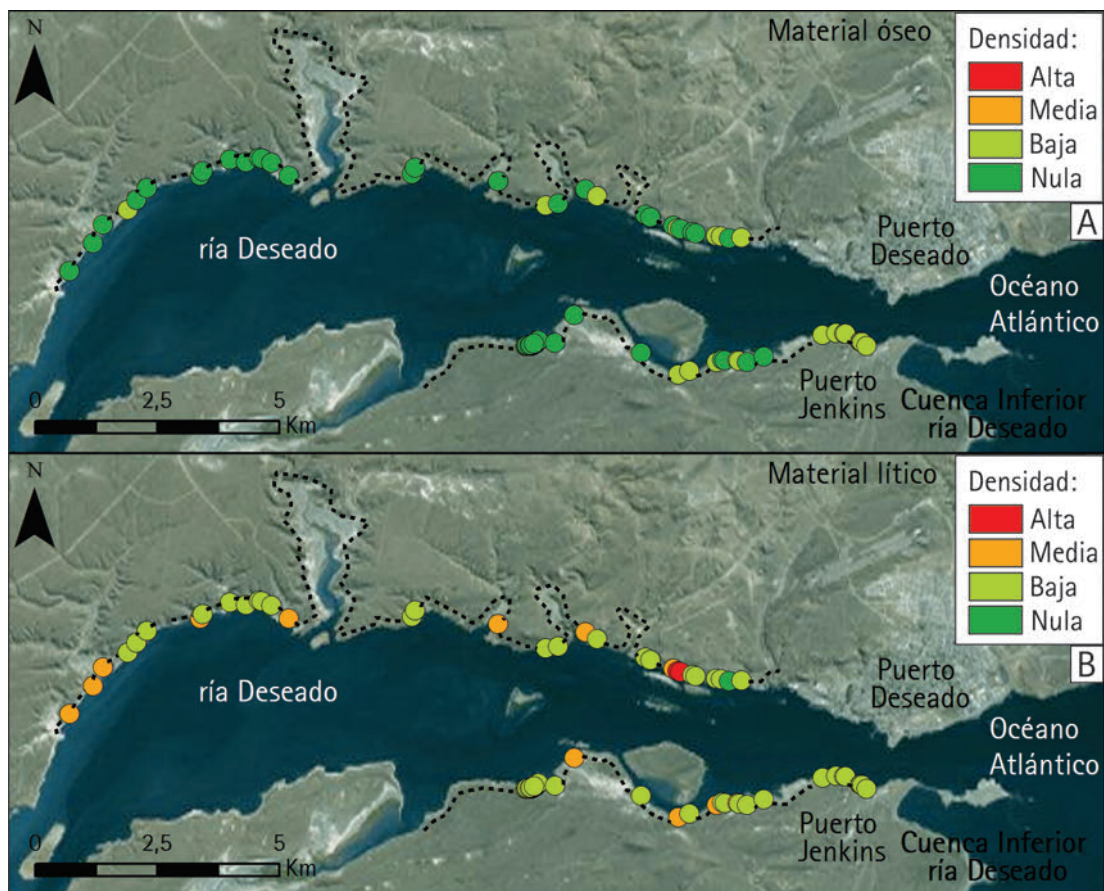 N
Material óseo
Densidad:
Alta
Media
Baja
Nula
A
ría Deseado
Puerto
Deseado
Océano
Atlántico
Puerto
Jenkins
Cuenca Inferior
ría Deseado
0
2,5
5
Km
N
Material lítico
Densidad:
Alta
Media
Baja
Nula
B
ría Deseado
Puerto
Deseado
Océano
Atlántico
Puerto
Jenkins
Cuenca Inferior
ría Deseado
0
2,5
5
Km